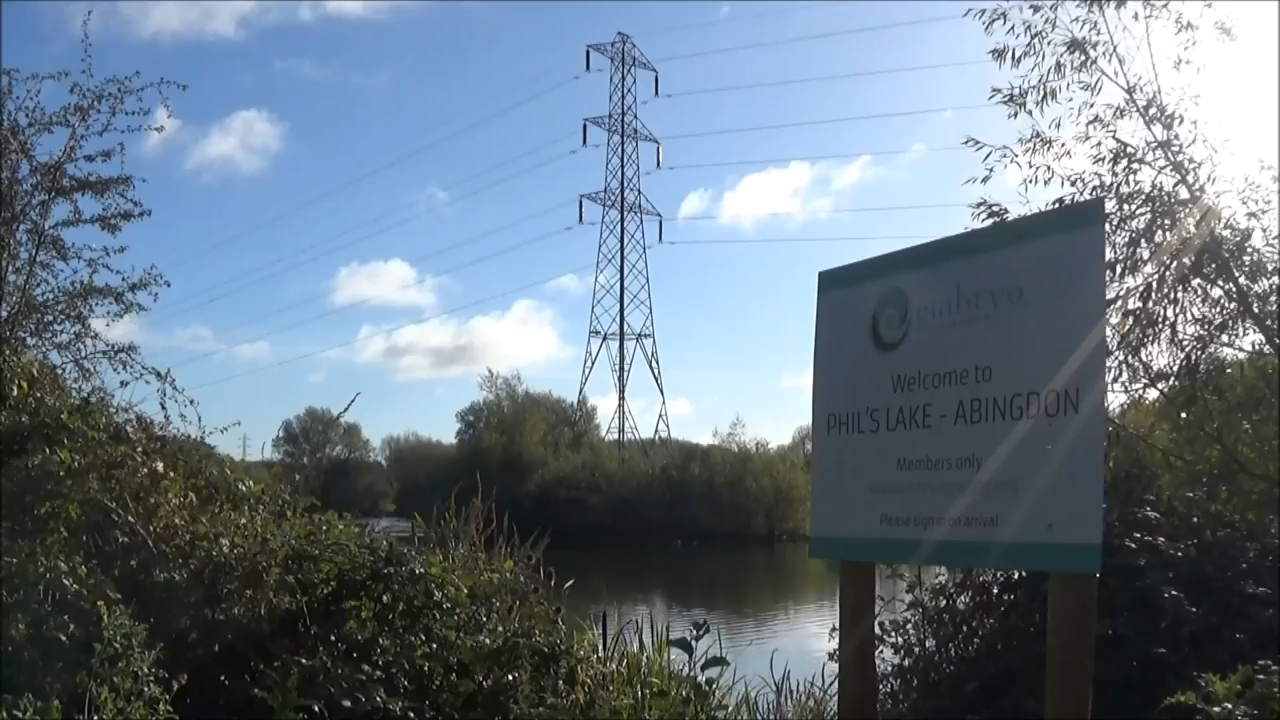 embryo
Welcome to
PHIL'S LAKE - ABINGDON
Members only
Please sign in on arrival